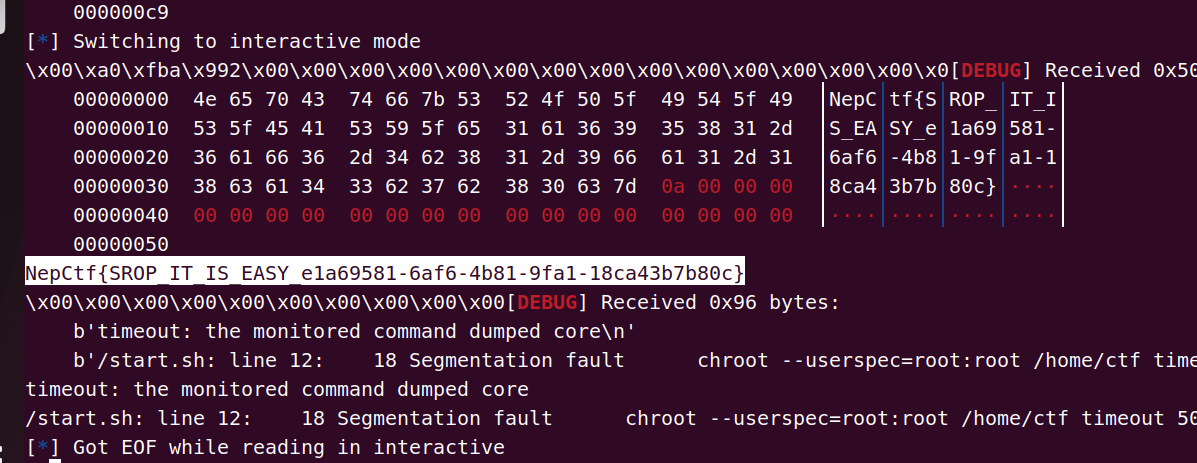 000000c9
[*] Switching to interactive mode
\x00\xa0\xfba\x992\x00\x00\x00\x00\x00\x00\x00\x00\x00\x00\x00\x00\x00\x00\x00\x0[DEBUG] Received 0x50
00000000 4e 65 70 43 74 66 7b 53 52 4f 50 5f 49 54 5f 49 │NepC│tf{S│ROP_│IT_I│
00000010 53 5f 45 41 53 59 5f 65 31 61 36 39 35 38 31 2d │S_EA│SY_e│1a69│581-│
00000020 36 61 66 36 2d 34 62 38 31 2d 39 66 61 31 2d 31 │6af6│-4b8│1-9f│a1-1│
00000030 38 63 61 34 33 62 37 62 38 30 63 7d 0a 00 00 00 │8ca4│3b7b│80c}│····│
00000040 00 00 00 00 00 00 00 00 00 00 00 00 00 00 00 00 │····│····│····│····│
00000050
NepCtf{SROP_IT_IS_EASY_e1a69581-6af6-4b81-9fa1-18ca43b7b80c}
\x00\x00\x00\x00\x00\x00\x00\x00\x00\x00[DEBUG] Received 0x96 bytes:
b'timeout: the monitored command dumped core\n'
b'/start.sh: line 12:    18 Segmentation fault      chroot --userspec=root:root /home/ctf time
timeout: the monitored command dumped core
/start.sh: line 12:    18 Segmentation fault      chroot --userspec=root:root /home/ctf timeout 50
[*] Got EOF while reading in interactive